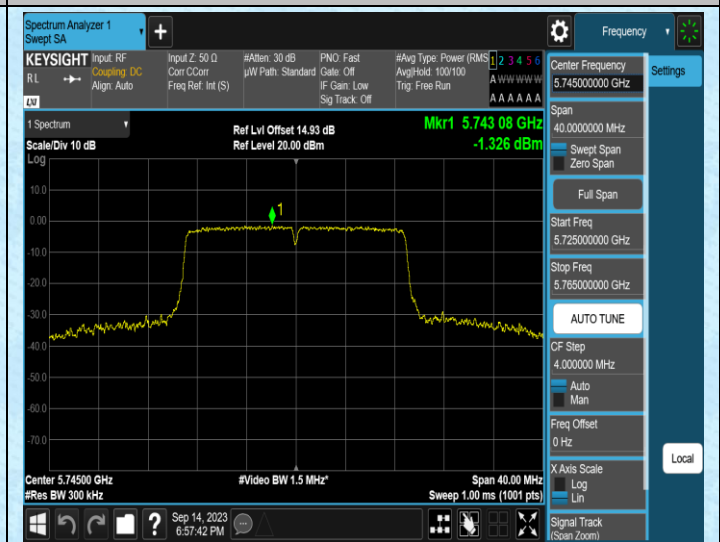 Spectrum Analyzer 1
Swept SA
+
Frequency
KEYSIGHT
RL
LXI
Input: RF
Coupling: DC
Align: Auto
Input Z: 50 Ω
Corr CCorr
Freq Ref: Int (S)
#Atten: 30 dB
µW Path: Standard
PNO: Fast
Gate: Off
IF Gain: Low
Sig Track: Off
#Avg Type: Power (RMS
Avg|Hold: 100/100
Trig: Free Run
1 2 3 4 5 6
A W W W W W
A A A A A A
1 Spectrum
Scale/Div 10 dB
Log
Ref Lvl Offset 14.93 dB
Ref Level 20.00 dBm
Mkr1 5.743 08 GHz
-1.326 dBm
1
10.0
0.00
-10.0
-20.0
-30.0
-40.0
-50.0
-60.0
-70.0
Center 5.74500 GHz
#Res BW 300 kHz
#Video BW 1.5 MHz*
Span 40.00 MHz
Sweep 1.00 ms (1001 pts)
Center Frequency
5.745000000 GHz
Span
40.0000000 MHz
Swept Span
Zero Span
Full Span
Start Freq
5.725000000 GHz
Stop Freq
5.765000000 GHz
AUTO TUNE
CF Step
4.000000 MHz
Auto
Man
Freq Offset
0 Hz
X Axis Scale
Log
Lin
Signal Track
(Span Zoom)
Settings
Local
?
Sep 14, 2023
6:57:42 PM